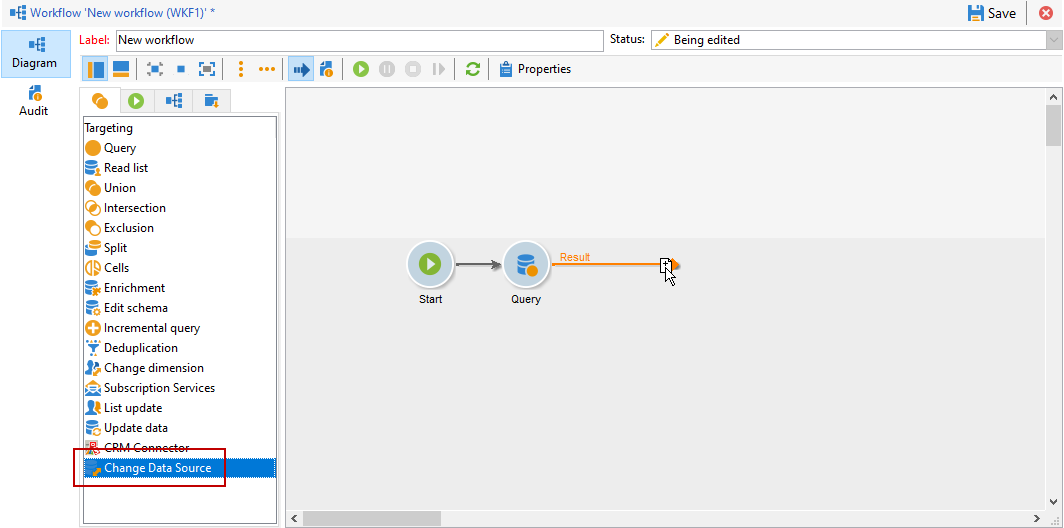 Workflow 'New workflow (WKF1)' *
Save
Diagram
Audit
Label: New workflow
Status: Being edited
Properties
Targeting
Query
Read list
Union
Intersection
Exclusion
Split
Cells
Enrichment
Edit schema
Incremental query
Deduplication
Change dimension
Subscription Services
List update
Update data
CRM Connector
Change Data Source
Result
Start
Query